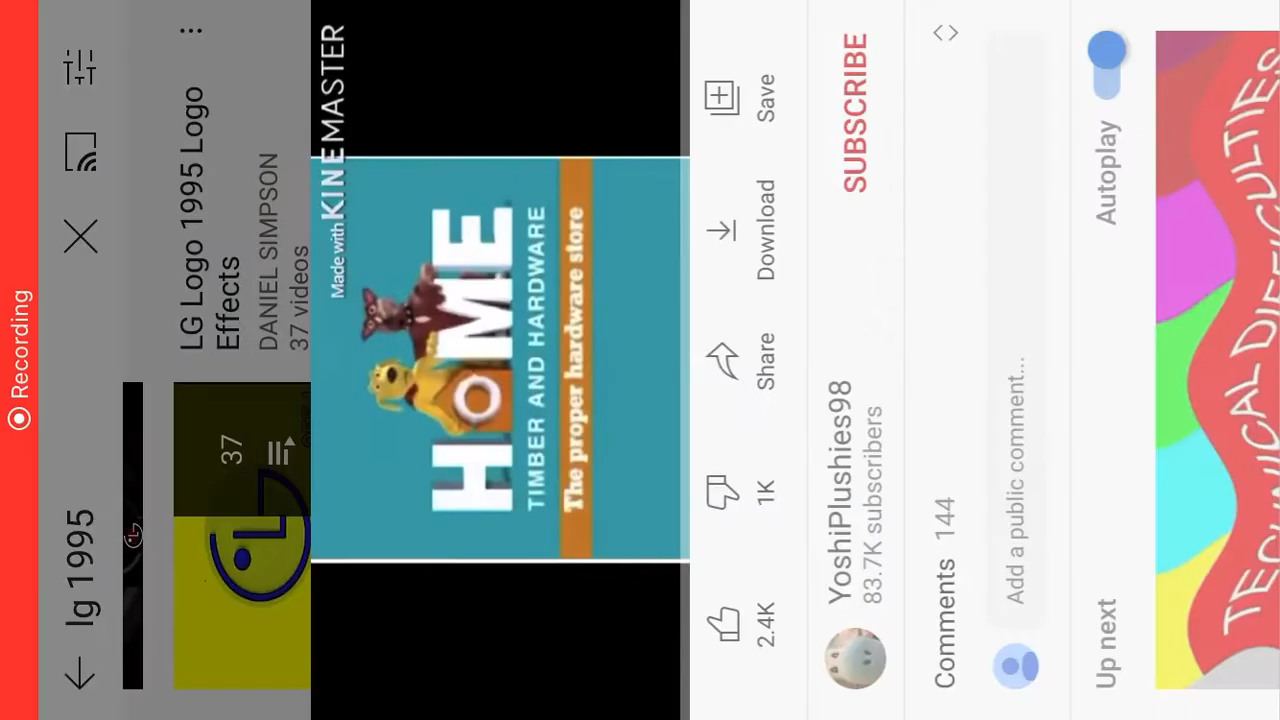 Recording
lg 1995
LG Logo 1995 Logo
Effects
DANIEL SIMPSON
37 videos
37
Made with KINEMASTER
HOME
TIMBER AND HARDWARE
The proper hardware store
2.4K
1K
Share
Download
Save
YoshiPlushies98
83.7K subscribers
SUBSCRIBE
Comments 144
Add a public comment...
Up next
Autoplay
TECHNICAL DIFFICULTIES